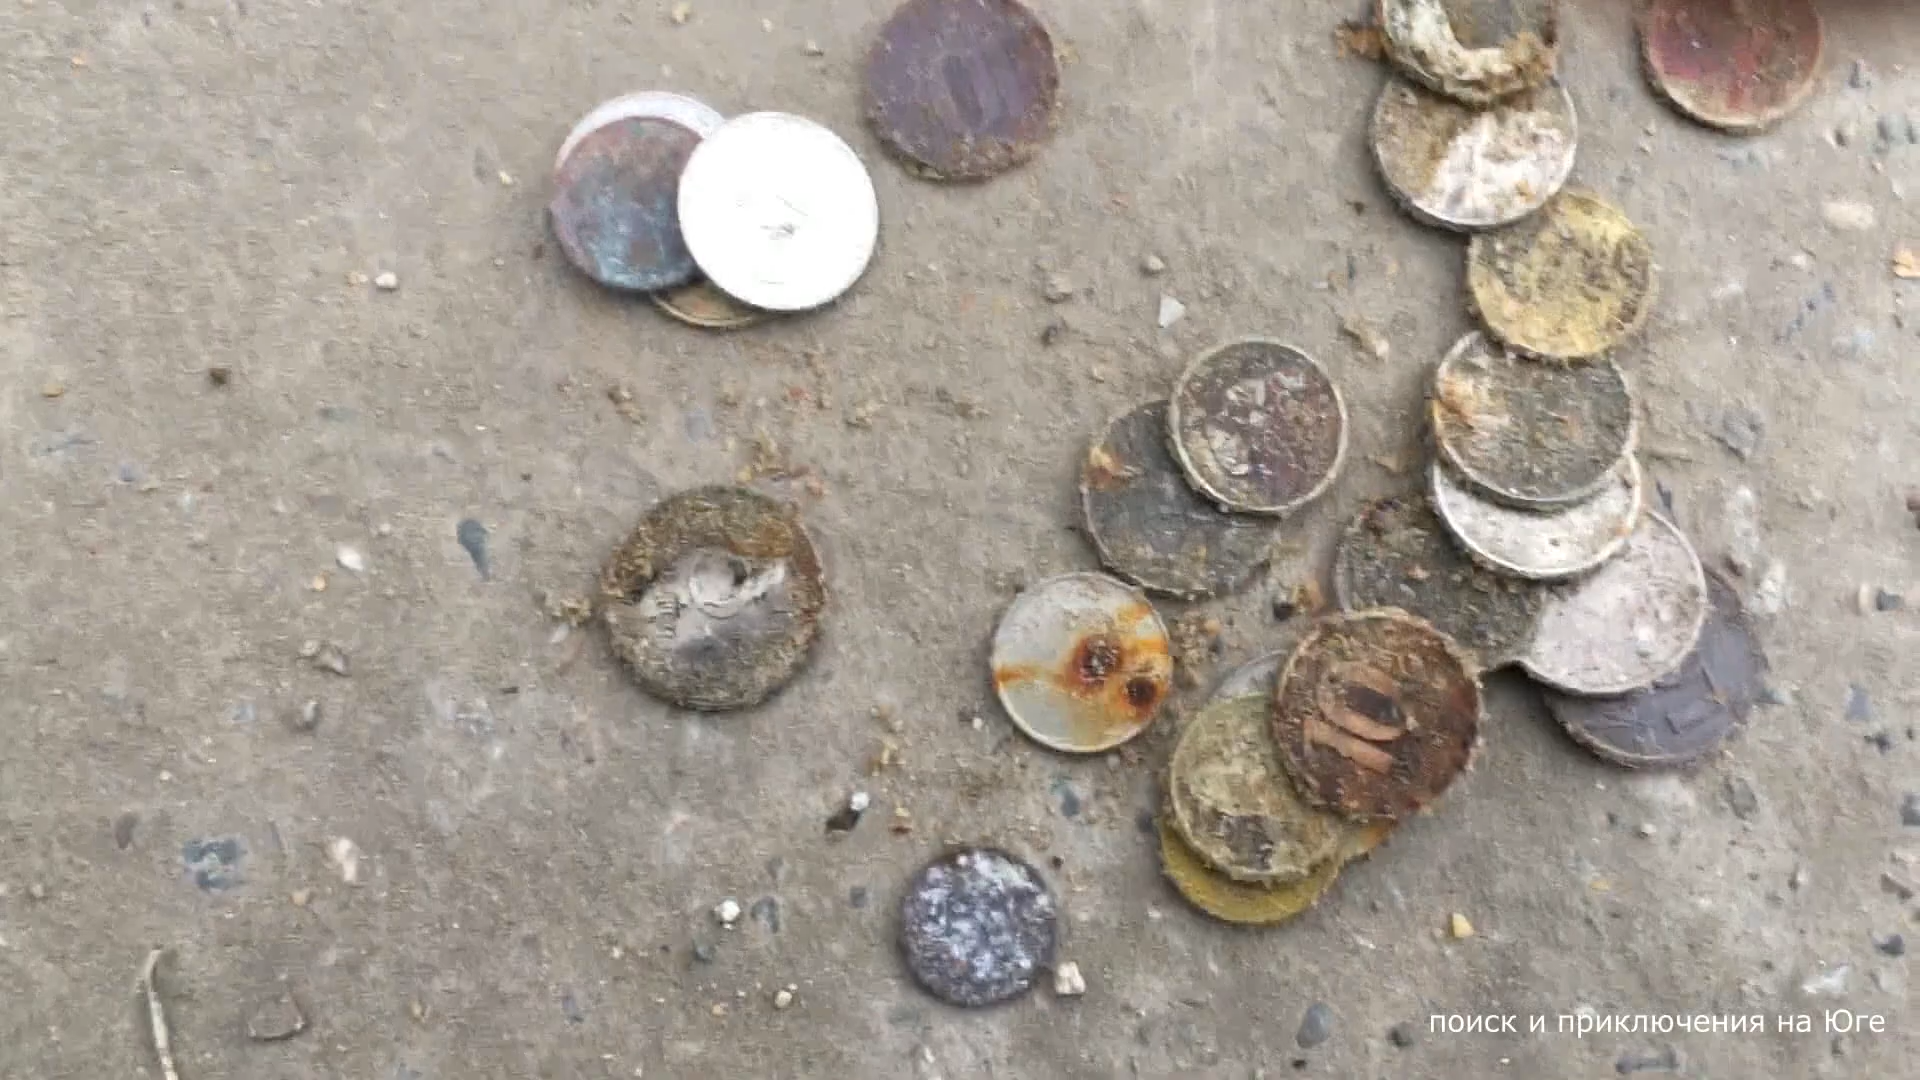 поиск и приключения на Юге